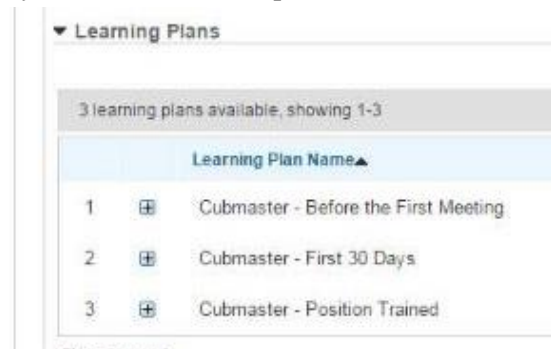 Learning Plans
3 learning plans available, showing 1-3
Learning Plan Name
1 Cubmaster - Before the First Meeting
2 Cubmaster - First 30 Days
3 Cubmaster - Position Trained